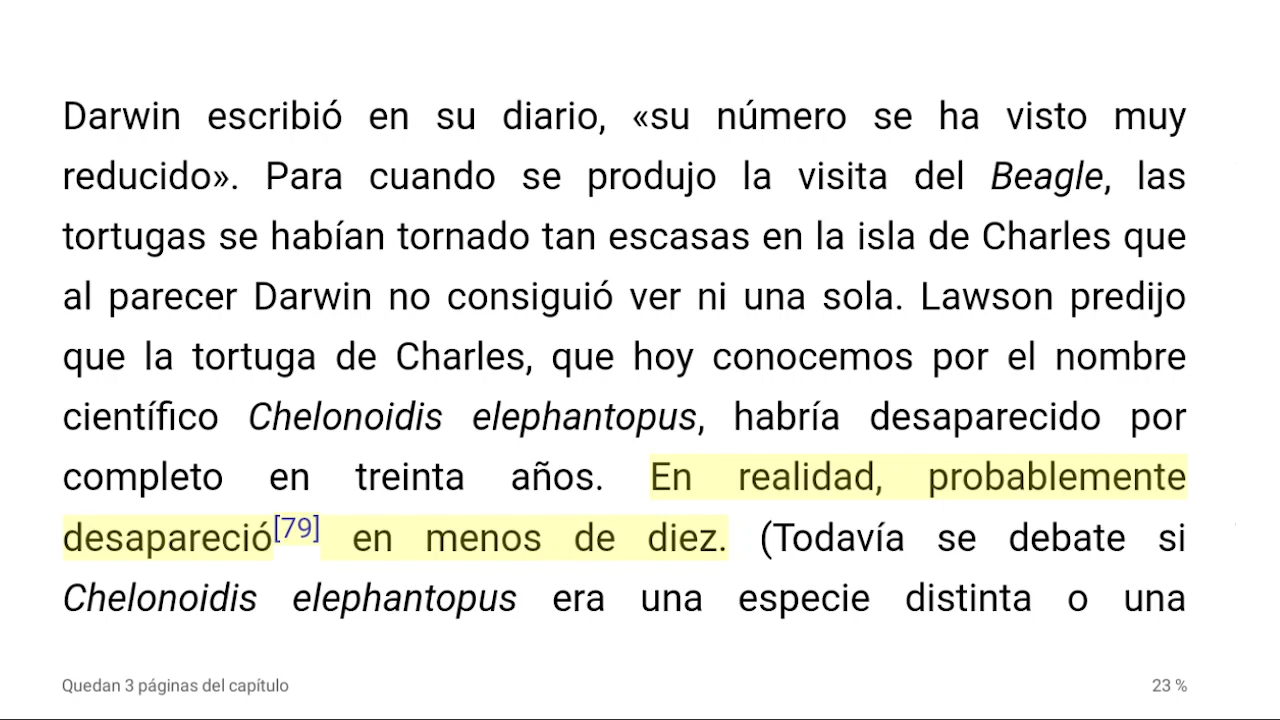 Darwin escribió en su diario, «su número se ha visto muy
reducido». Para cuando se produjo la visita del Beagle, las
tortugas se habían tornado tan escasas en la isla de Charles que
al parecer Darwin no consiguió ver ni una sola. Lawson predijo
que la tortuga de Charles, que hoy conocemos por el nombre
científico Chelonoidis elephantopus, habría desaparecido por
completo en treinta años. En realidad, probablemente
desapareció[79] en menos de diez. (Todavía se debate si
Chelonoidis elephantopus era una especie distinta o una
Quedan 3 páginas del capítulo
23 %